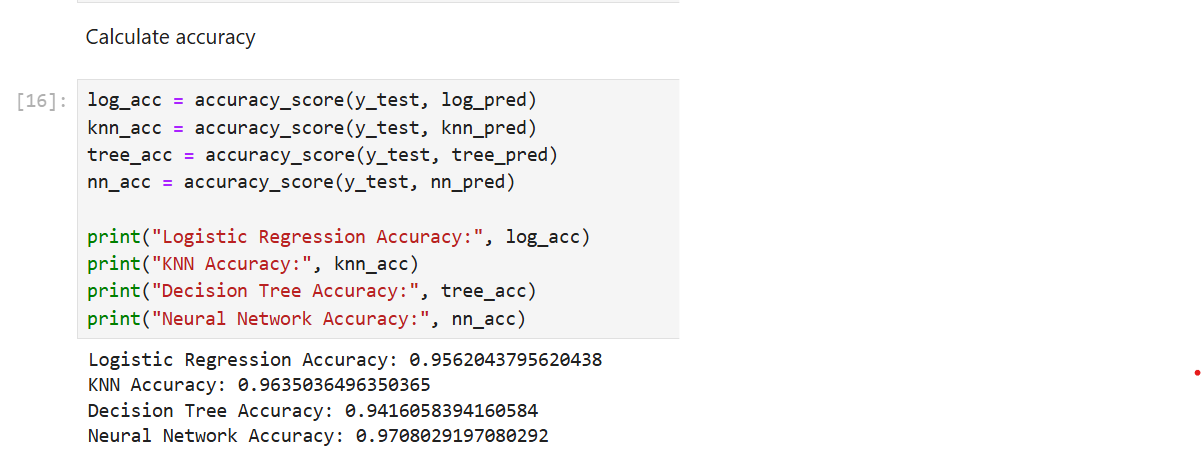 Calculate accuracy
[16]:
log_acc = accuracy_score(y_test, log_pred)
knn_acc = accuracy_score(y_test, knn_pred)
tree_acc = accuracy_score(y_test, tree_pred)
nn_acc = accuracy_score(y_test, nn_pred)
print("Logistic Regression Accuracy:", log_acc)
print("KNN Accuracy:", knn_acc)
print("Decision Tree Accuracy:", tree_acc)
print("Neural Network Accuracy:", nn_acc)
Logistic Regression Accuracy: 0.9562043795620438
KNN Accuracy: 0.9635036496350365
Decision Tree Accuracy: 0.9416058394160584
Neural Network Accuracy: 0.9708029197080292